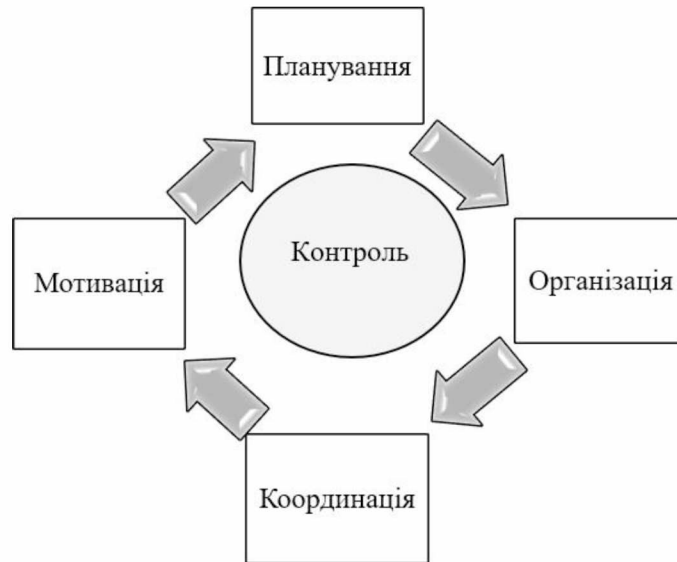 Планування
Контроль
Мотивація
Організація
Координація